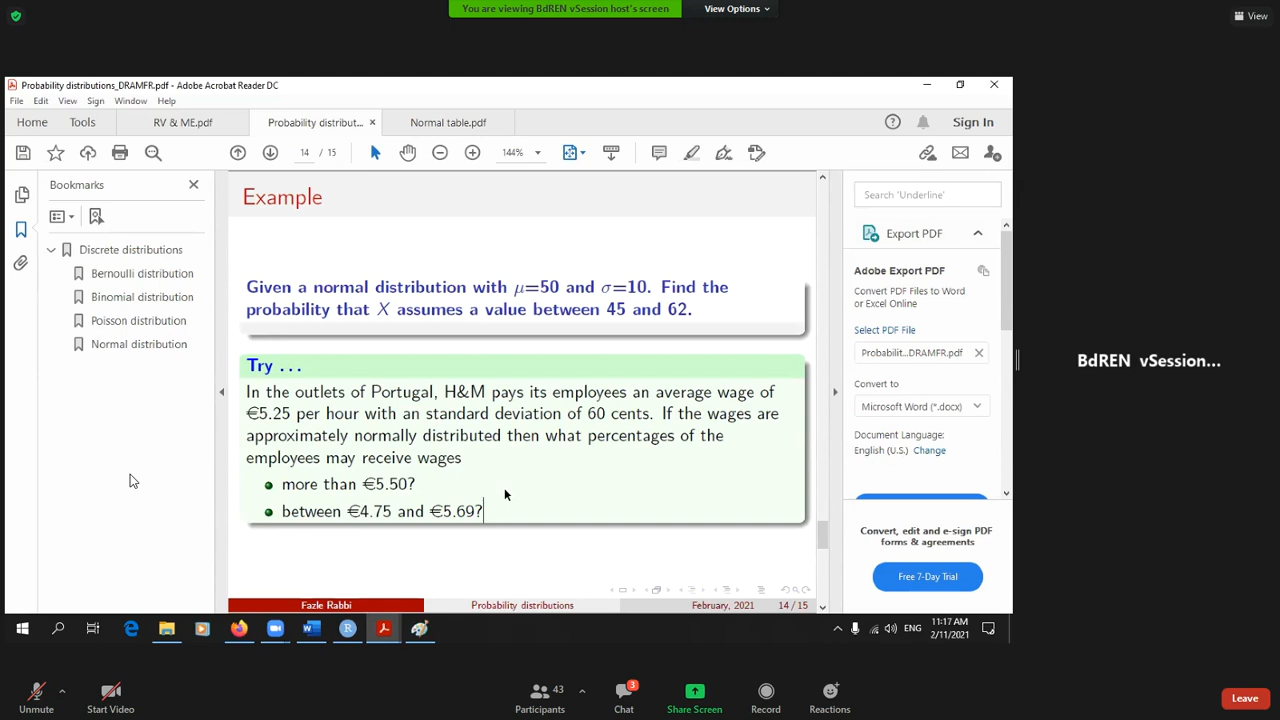 You are viewing BdREN vSession host's screen
View Options
View
Probability distributions_DRAMFR.pdf - Adobe Acrobat Reader DC
File Edit View Sign Window Help
Home Tools RV & ME.pdf Probability distribut... × Normal table.pdf Sign In
14 / 15 144%
Bookmarks
Discrete distributions
Bernoulli distribution
Binomial distribution
Poisson distribution
Normal distribution
Example
Given a normal distribution with μ=50 and σ=10. Find the
probability that X assumes a value between 45 and 62.
Try . . .
In the outlets of Portugal, H&M pays its employees an average wage of
€5.25 per hour with an standard deviation of 60 cents. If the wages are
approximately normally distributed then what percentages of the
employees may receive wages
more than €5.50?
between €4.75 and €5.69?
Fazle Rabbi Probability distributions February, 2021 14 / 15
Search 'Underline'
Export PDF
Adobe Export PDF
Convert PDF Files to Word
or Excel Online
Select PDF File
Probabilit...DRAMFR.pdf
Convert to
Microsoft Word (*.docx)
Document Language:
English (U.S.) Change
Convert, edit and e-sign PDF
forms & agreements
Free 7-Day Trial
BdREN vSession...
ENG
11:17 AM
2/11/2021
Unmute
Start Video
43
Participants
3
Chat
Share Screen
Record
Reactions
Leave